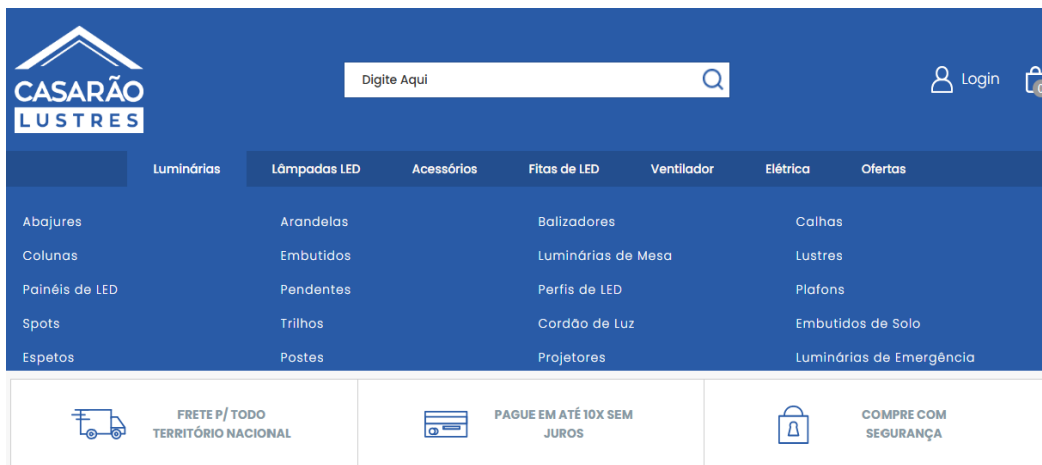 CASARÃO
LUSTRES
Digite Aqui
Login
0
Luminárias Lâmpadas LED Acessórios Fitas de LED Ventilador Elétrica Ofertas
Abajures Arandelas Balizadores Calhas
Colunas Embutidos Luminárias de Mesa Lustres
Painéis de LED Pendentes Perfis de LED Plafons
Spots Trilhos Cordão de Luz Embutidos de Solo
Espetos Postes Projetores Luminárias de Emergência
FRETE P/ TODO
TERRITÓRIO NACIONAL
PAGUE EM ATÉ 10X SEM
JUROS
COMPRE COM
SEGURANÇA